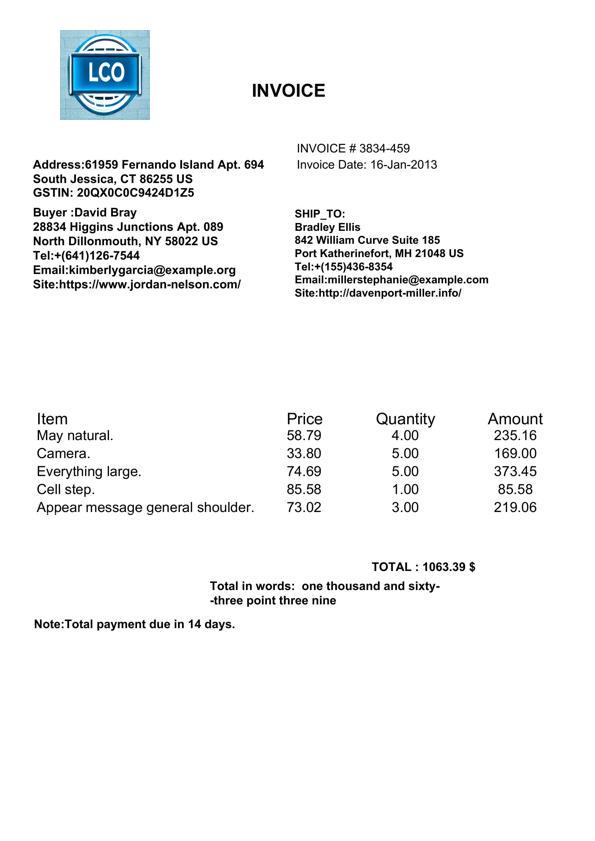 LCO
INVOICE
INVOICE # 3834-459
Invoice Date: 16-Jan-2013
Address:61959 Fernando Island Apt. 694
South Jessica, CT 86255 US
GSTIN: 20QX0C0C9424D1Z5
Buyer :David Bray
28834 Higgins Junctions Apt. 089
North Dillonmouth, NY 58022 US
Tel:+(641)126-7544
Email:kimberlygarcia@example.org
Site:https://www.jordan-nelson.com/
SHIP_TO:
Bradley Ellis
842 William Curve Suite 185
Port Katherinefort, MH 21048 US
Tel:+(155)436-8354
Email:millerstephanie@example.com
Site:http://davenport-miller.info/
Item Price Quantity Amount
May natural. 58.79 4.00 235.16
Camera. 33.80 5.00 169.00
Everything large. 74.69 5.00 373.45
Cell step. 85.58 1.00 85.58
Appear message general shoulder. 73.02 3.00 219.06
TOTAL : 1063.39 $
Total in words: one thousand and sixty-
-three point three nine
Note:Total payment due in 14 days.